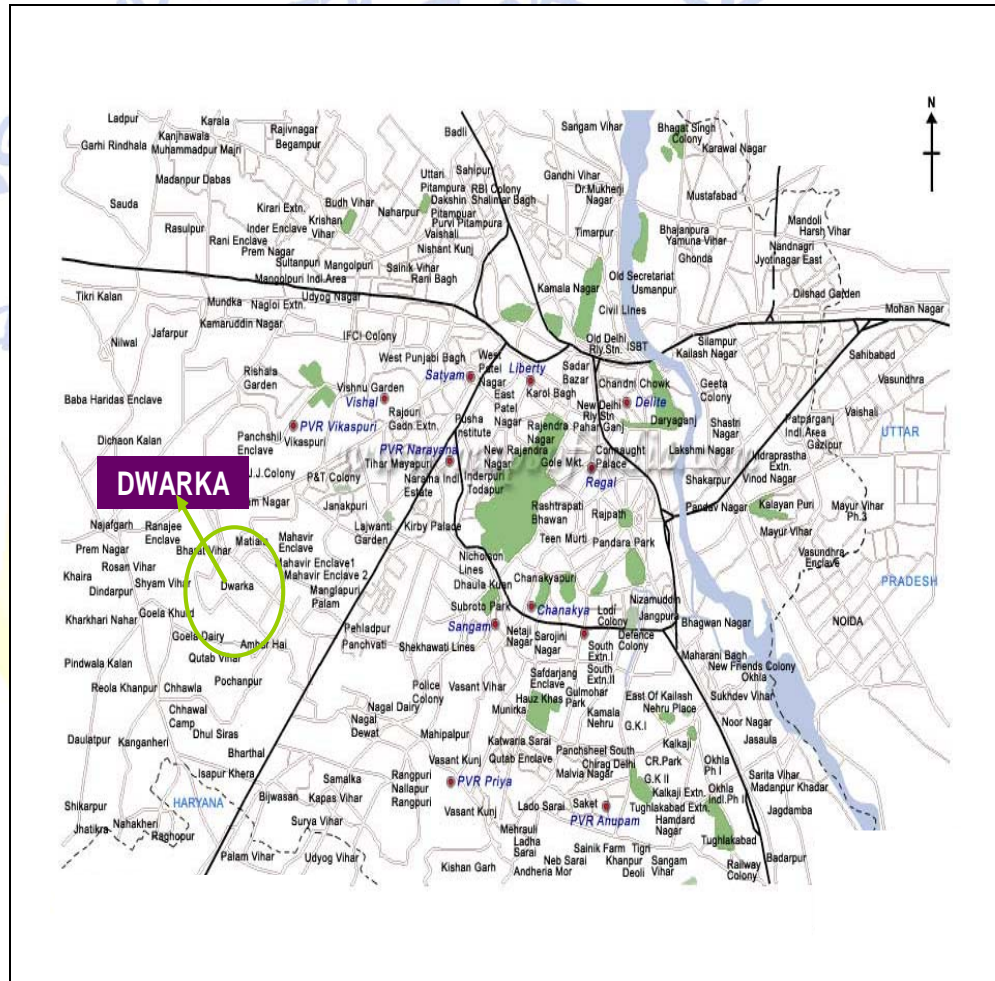 N
Ladpur
Karala
Kanjhawala
Garhi Rindhala
Muhammadpur Majri
Rajivnagar
Begampur
Badli
Sangam Vihar
Bhagat Singh
Colony
Karawal Nagar
Madanpur Dabas
Uttari
Pitampura
Dakshin
Pitampuar
Purvi Pitampura
Vaishali
Sahipur
RBI Colony
Shalimar Bagh
Gandhi Vihar
Dr.Mukherji
Nagar
Mustafabad
Sauda
Kirari Extn.
Budh Vihar
Krishan
Vihar
Naharpur
Rasulpur
Inder Enclave
Rani Enclave
Prem Nagar
Nishant Kunj
Timarpur
Bhajanpura
Yamuna Vihar
Ghonda
Mandoli
Harsh Vihar
Nandnagri
Jyotinagar East
Sultanpuri
Mangolpuri
Mangolpuri Indl.Area
Sainik Vihar
Rani Bagh
Old Secretariat
Usmanpur
Dilshad Garden
Tikri Kalan
Mundka
Nagloi Extn.
Udyog Nagar
Kamala Nagar
Civil Lines
Mohan Nagar
Kamaruddin Nagar
Jafarpur
Nilwal
IFCI Colony
Old Delhi
Rly.Stn.
ISBT
Silampur
Kailash Nagar
Sahibabad
West Punjabi Bagh
West
Patel
Nagar
East
Patel
Nagar
Satyam
Liberty
Karol Bagh
Sadar
Bazar
Rishala
Garden
Vishnu Garden
Vishal
Chandni Chowk
Delite
Geeta
Colony
Vasundhra
Baba Haridas Enclave
Rajouri
Gadn.Extn.
Pusha
Institute
New Delhi
Rly Stn
Pahar Ganj
Daryaganj
Shastri
Nagar
Vaishali
PVR Vikaspuri
Vikaspuri
Panchshil
Enclave
Rajendra
Nagar
Patparganj
Indl.Area
Gazipur
UTTAR
Dichaon Kalan
PVR Narayana
Tihar
Mayapuri
New Rajendra
Nagar
Gole Mkt.
Connaught
Palace
Regal
Lakshmi Nagar
Indraprastha
Extn.
Vinod Nagar
J.J.Colony
P&T Colony
Naraina Indl
Estate
Inderpuri
Todapur
Shakarpur
DWARKA
Janakpuri
Rashtrapati
Bhawan
Rajpath
Pandav Nagar
Kalyan Puri
Mayur Vihar
Ph.3
Najafgarh
Ranajee
Enclave
Lajwanti
Garden
Kirby Palace
Teen Murti
Pandara Park
Mayur Vihar
Prem Nagar
Bharat Vihar
Matiala
Mahavir
Enclave
Vasundhra
Enclave
Rosan Vihar
Mahavir Enclave1
Mahavir Enclave 2
Nicholson
Lines
Khaira
Shyam Vihar
Dwarka
Dhaula Kuan
Chanakyapuri
PRADESH
Dindarpur
Manglapuri
Palam
Subroto Park
Chanakya
Lodi
Colony
Nizamuddin
Jangpura
Goela Khurd
Kharkhari Nahar
Pehladpur
Panchvati
Sangam
Netaji
Nagar
Sarojini
Nagar
Defence
Colony
Bhagwan Nagar
NOIDA
Goela Dairy
Ambar Hai
Shekhawati Lines
South
Extn.I
South
Extn.II
Maharani Bagh
New Friends Colony
Okhla
Pindwala Kalan
Qutab Vihar
Pochanpur
Safdarjang
Enclave
Reola Khanpur
Chhawla
Police
Colony
Vasant Vihar
Munirka
Hauz Khas
Gulmohar
Park
East Of Kailash
Nehru Place
Sukhdev Vihar
Chhawal
Camp
Dhul Siras
Nagal Dairy
Nagal
Dewat
Kamala
Nehru
G.K.I
Noor Nagar
Daulatpur
Kanganheri
Bharthal
Mahipalpur
Katwaria Sarai
Kalkaji
Jasaula
Isapur Khera
Vasant Kunj
Qutab Enclave
Panchsheel South
Chirag Delhi
Malvia Nagar
CR.Park
G.K II
Okhla
Ph I
Samalka
Rangpuri
Nallapur
Rangpuri
PVR Priya
Kalkaji Extn.
Okhla
Indl.Ph II
Sarita Vihar
Madanpur Khadar
HARYANA
Bijwasan
Kapas Vihar
Shikarpur
Vasant Kunj
Lado Sarai
Saket
PVR Anupam
Tughlakabad Extn.
Hamdard
Nagar
Jagdamba
Jhatikra
Nahakheri
Raghopur
Surya Vihar
Mehrauli
Ladha
Sarai
Tughlakabad
Palam Vihar
Udyog Vihar
Kishan Garh
Neb Sarai
Andheria Mor
Sainik Farm
Khanpur
Deoli
Tigri
Sangam
Vihar
Railway
Colony
Badarpur